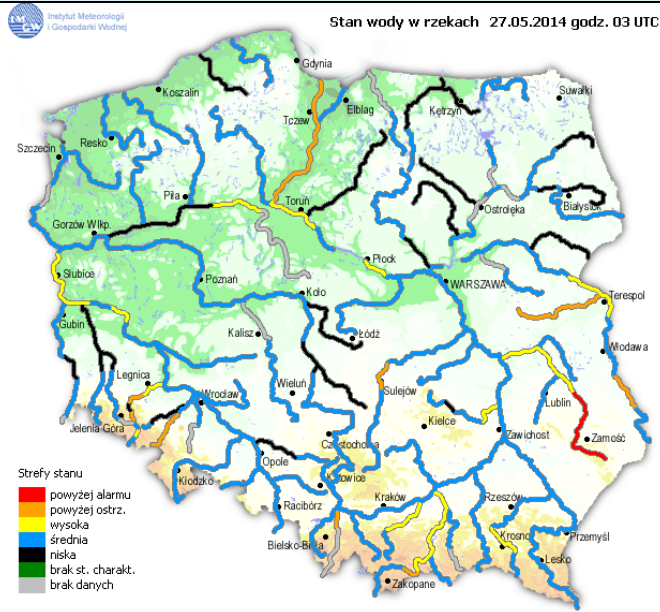 IMGW
Instytut Meteorologii
i Gospodarki Wodnej
Stan wody w rzekach 27.05.2014 godz. 03 UTC
Gdynia
Koszalin
Suwałki
Tczew
Elbląg
Kętrzyn
Resko
Szczecin
Piła
Toruń
Ostrołęka
Białystok
Gorzów Wlkp.
Słubice
Płock
Poznań
Koło
WARSZAWA
Terespol
Gubin
Kalisz
Łódź
Włodawa
Legnica
Wrocław
Wieluń
Sulejów
Lublin
Jelenia Góra
Kielce
Zawichost
Zamość
Częstochowa
Opole
Kłodzko
Katowice
Racibórz
Kraków
Rzeszów
Bielsko-Biała
Krosno
Przemyśl
Lesko
Zakopane
Strefy stanu
powyżej alarmu
powyżej ostrz.
wysoka
średnia
niska
brak st. charakt.
brak danych